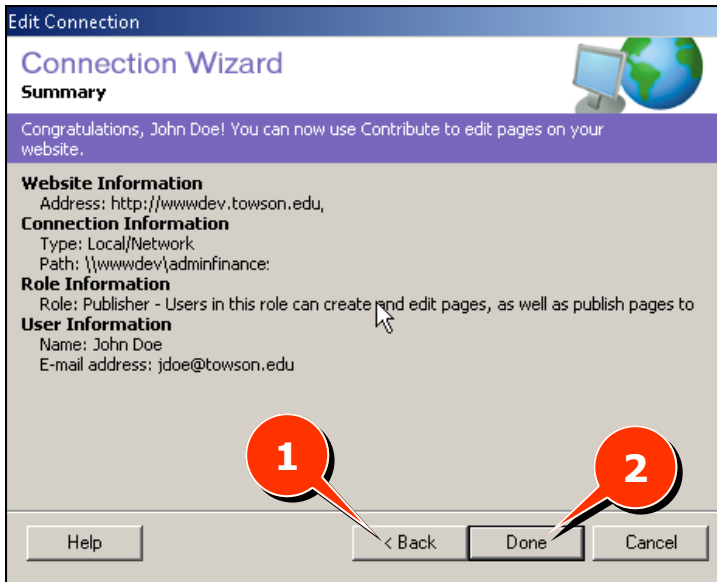 Edit Connection
Connection Wizard
Summary
Congratulations, John Doe! You can now use Contribute to edit pages on your
website.
Website Information
Address: http://wwwdev.towson.edu,
Connection Information
Type: Local/Network
Path: \\wwwdev\adminfinance:
Role Information
Role: Publisher - Users in this role can create and edit pages, as well as publish pages to
User Information
Name: John Doe
E-mail address: jdoe@towson.edu
1
2
Help
< Back
Done
Cancel